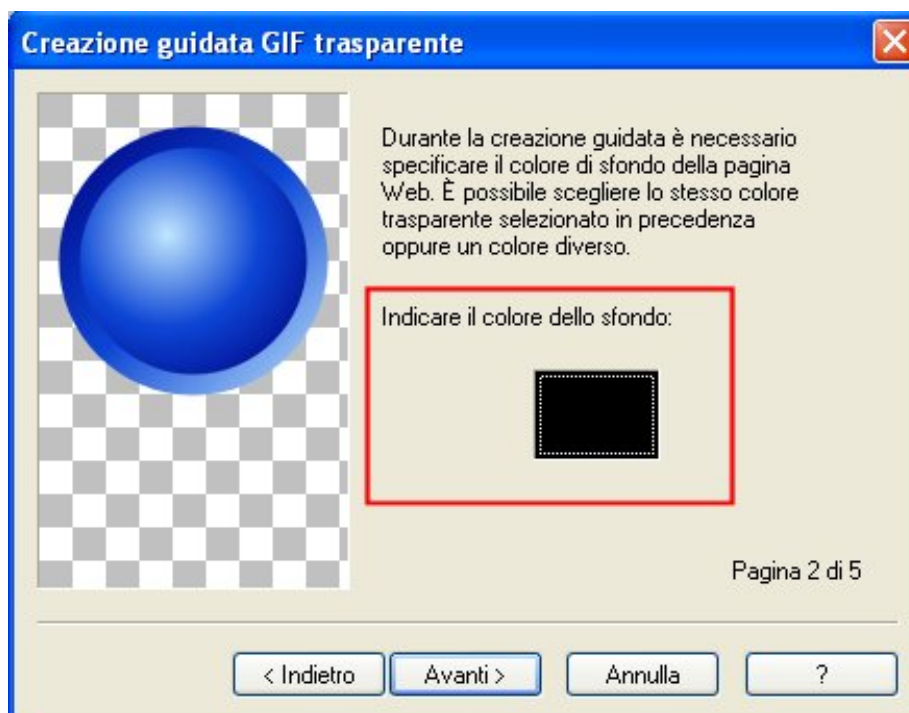 Creazione guidata GIF trasparente
Durante la creazione guidata è necessario
specificare il colore di sfondo della pagina
Web. È possibile scegliere lo stesso colore
trasparente selezionato in precedenza
oppure un colore diverso.
Indicare il colore dello sfondo:
Pagina 2 di 5
< Indietro
Avanti >
Annulla
?